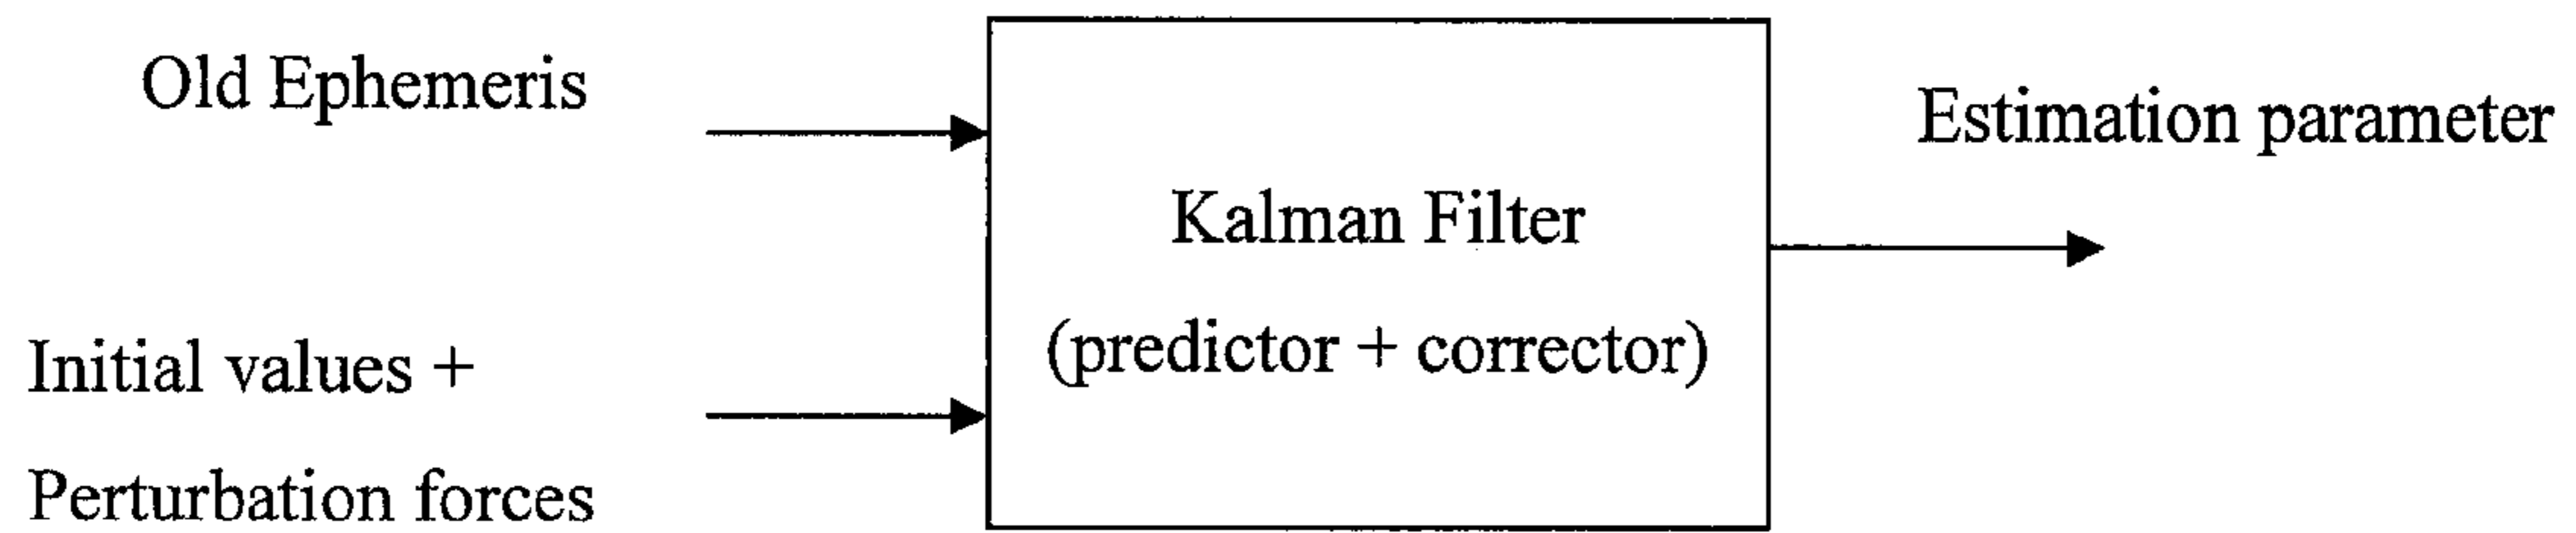 Old Ephemeris
Initial values +
Perturbation forces
Kalman Filter
(predictor + corrector)
Estimation parameter